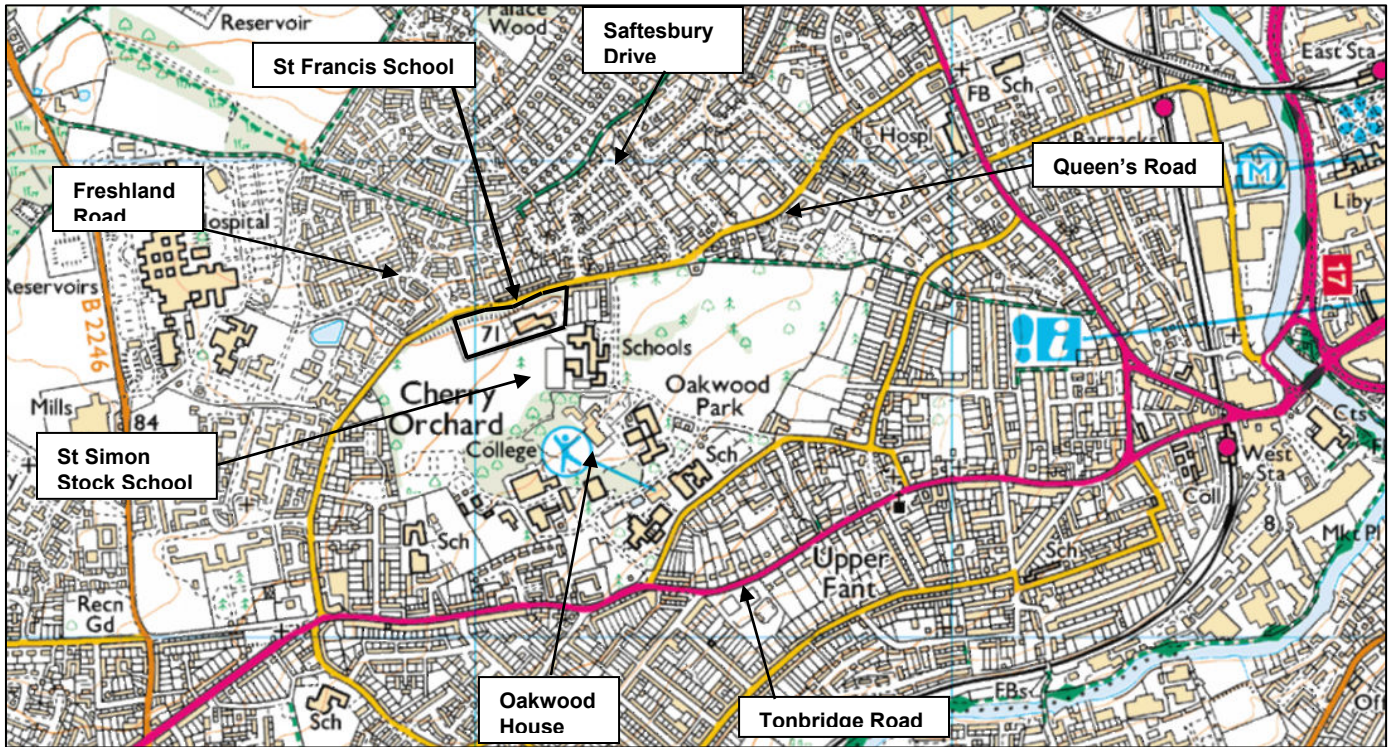 Reservoir
Palace
Wood
Saftesbury
Drive
St Francis School
East Sta
FB
Sch
Hospl
Barracks
Queen's Road
M
Liby
Freshland
Road
Hospital
Reservoirs
B 2246
17
71
Schools
i
Cherry
Orchard
Oakwood
Park
Mills
84
College
Sch
Cts
St Simon
Stock School
West
Sta
Coll
8
Mkt Pl
Sch
Upper
Fant
Sch
Recn
Gd
Oakwood
House
Tonbridge Road
FBs
Sch
Off